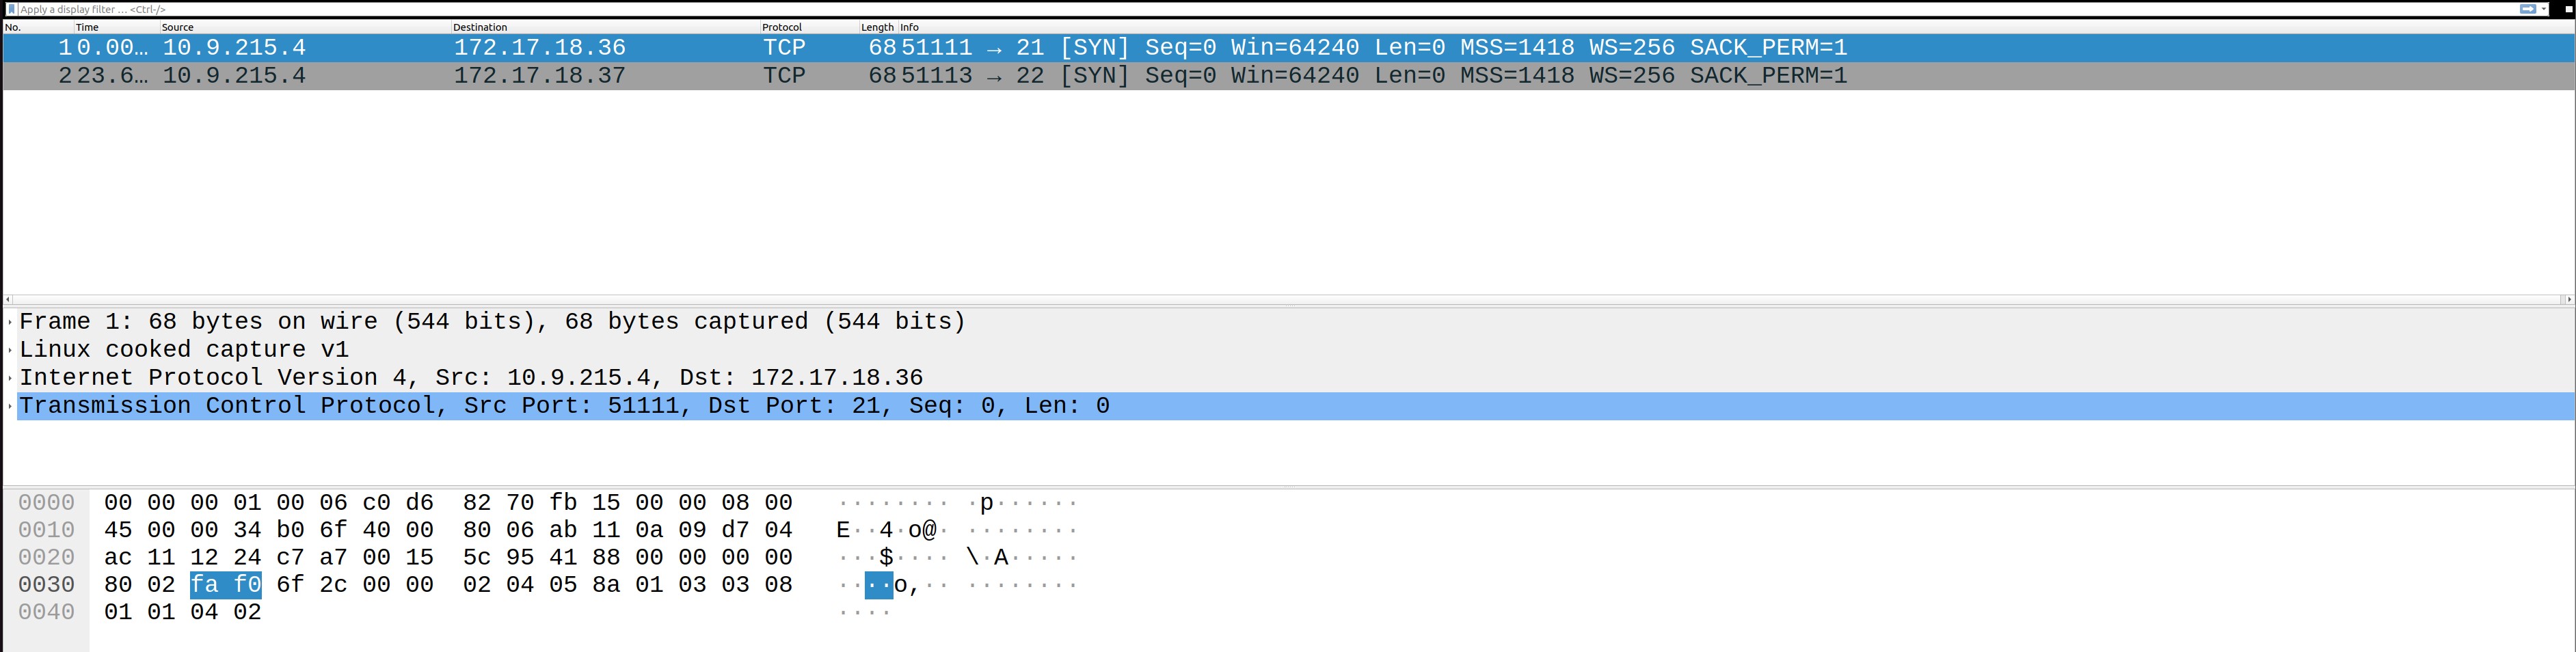 Apply a display filter … <Ctrl-/>
No. Time Source Destination Protocol Length Info
1 0.00… 10.9.215.4 172.17.18.36 TCP 68 51111 → 21 [SYN] Seq=0 Win=64240 Len=0 MSS=1418 WS=256 SACK_PERM=1
2 23.6… 10.9.215.4 172.17.18.37 TCP 68 51113 → 22 [SYN] Seq=0 Win=64240 Len=0 MSS=1418 WS=256 SACK_PERM=1
Frame 1: 68 bytes on wire (544 bits), 68 bytes captured (544 bits)
Linux cooked capture v1
Internet Protocol Version 4, Src: 10.9.215.4, Dst: 172.17.18.36
Transmission Control Protocol, Src Port: 51111, Dst Port: 21, Seq: 0, Len: 0
0000 00 00 00 01 00 06 c0 d6 82 70 fb 15 00 00 08 00 ········ ·p······
0010 45 00 00 34 b0 6f 40 00 80 06 ab 11 0a 09 d7 04 E··4·o@· ········
0020 ac 11 12 24 c7 a7 00 15 5c 95 41 88 00 00 00 00 ···$···· \·A·····
0030 80 02 fa f0 6f 2c 00 00 02 04 05 8a 01 03 03 08 ····o,·· ········
0040 01 01 04 02 ····